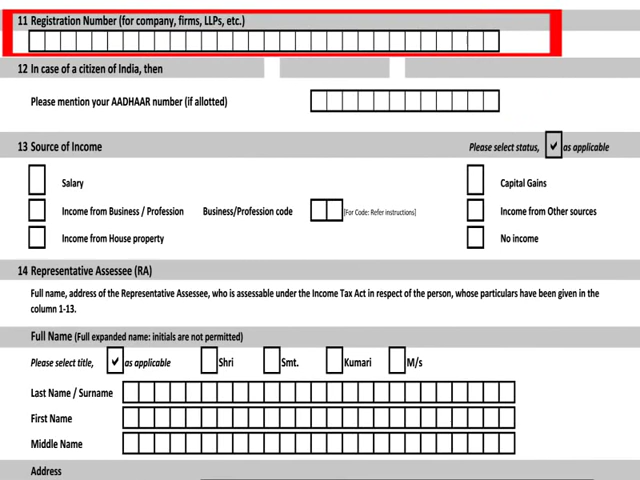 11 Registration Number (for company, firms, LLPs, etc.)
12 In case of a citizen of India, then
Please mention your AADHAAR number (if allotted)
13 Source of Income Please select status, ✓ as applicable
Salary Capital Gains
Income from Business / Profession Business/Profession code [For Code: Refer instructions] Income from Other sources
Income from House property No income
14 Representative Assessee (RA)
Full name, address of the Representative Assessee, who is assessable under the Income Tax Act in respect of the person, whose particulars have been given in the
column 1-13.
Full Name (Full expanded name: initials are not permitted)
Please select title, ✓ as applicable Shri Smt. Kumari M/s
Last Name / Surname
First Name
Middle Name
Address